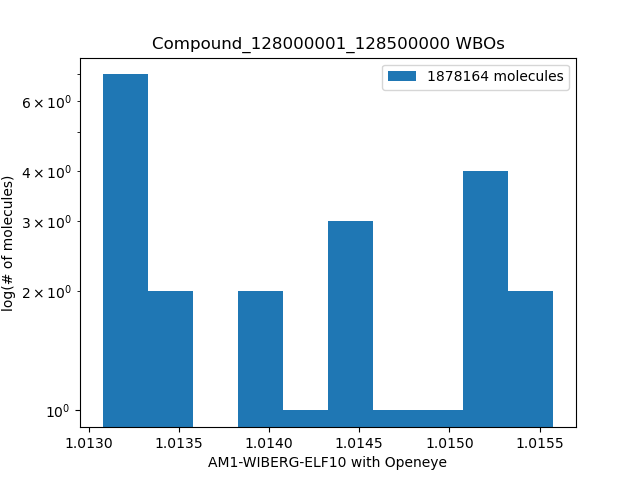 Compound_128000001_128500000 WBOs
1878164 molecules
6 × 10⁰
4 × 10⁰
3 × 10⁰
2 × 10⁰
10⁰
log(# of molecules)
1.0130 1.0135 1.0140 1.0145 1.0150 1.0155
AM1-WIBERG-ELF10 with Openeye